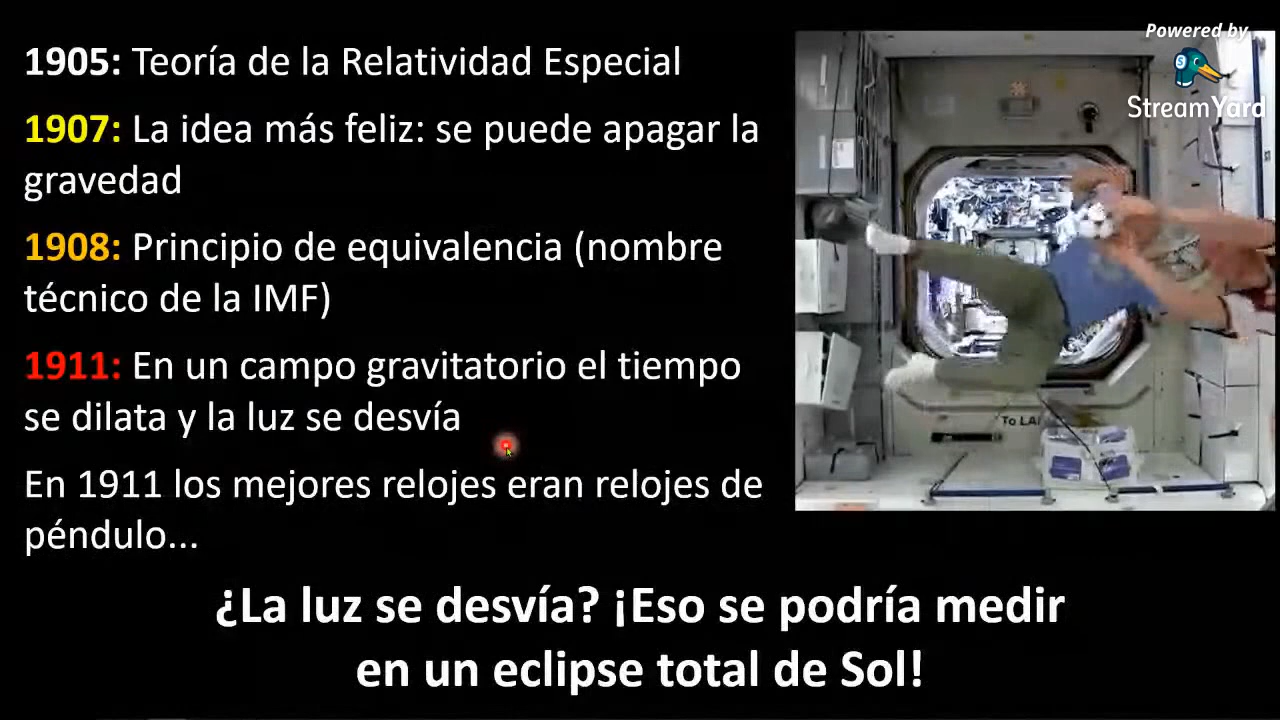 Powered by
StreamYard
1905: Teoría de la Relatividad Especial
1907: La idea más feliz: se puede apagar la
gravedad
1908: Principio de equivalencia (nombre
técnico de la IMF)
1911: En un campo gravitatorio el tiempo
se dilata y la luz se desvía
En 1911 los mejores relojes eran relojes de
péndulo...
To LA
¿La luz se desvía? ¡Eso se podría medir
en un eclipse total de Sol!